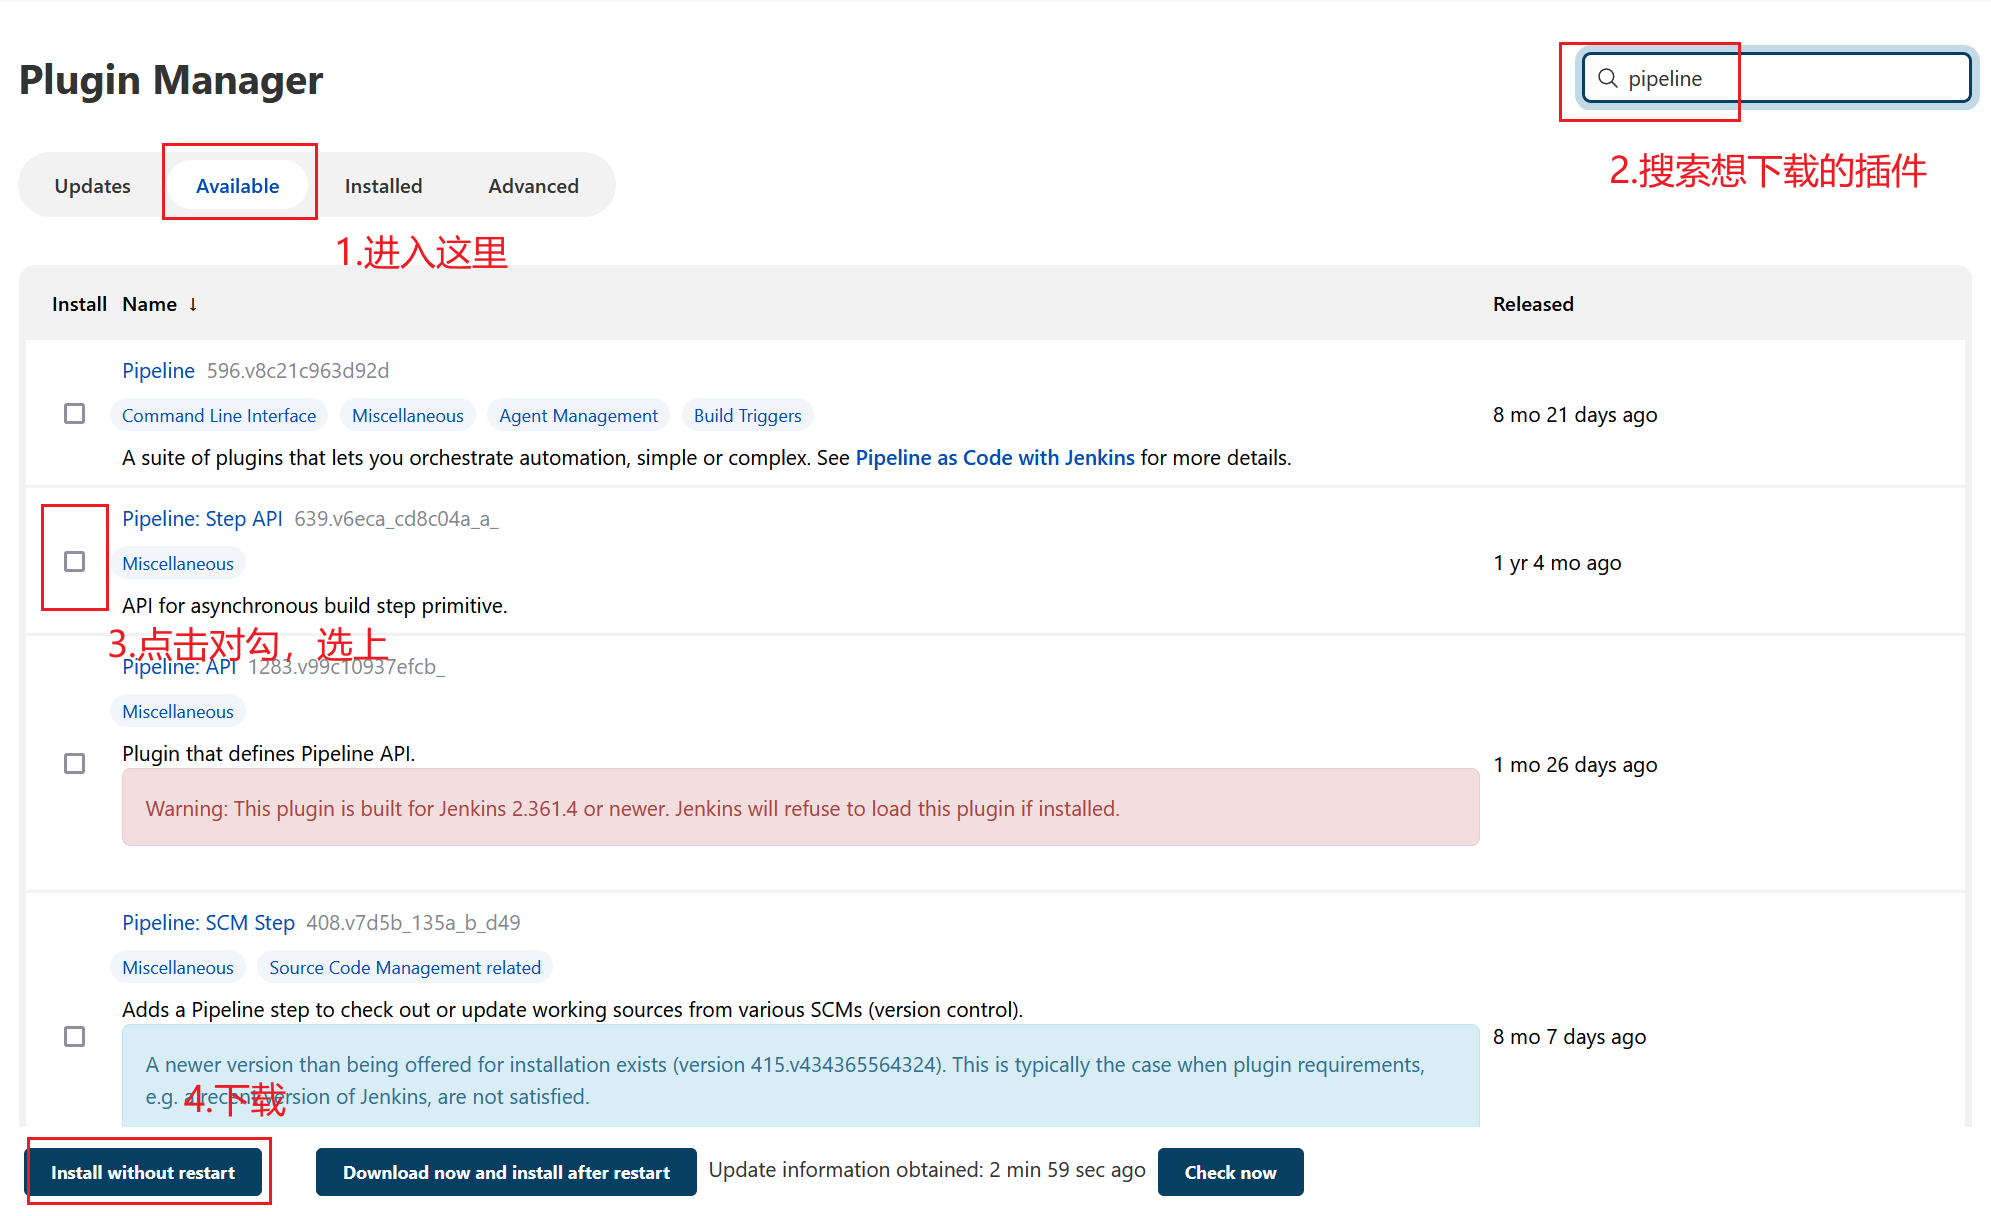 Plugin Manager
pipeline
2.搜索想下载的插件
Updates Available Installed Advanced
1.进入这里
Install Name ↓ Released
Pipeline 596.v8c21c963d92d
Command Line Interface Miscellaneous Agent Management Build Triggers
8 mo 21 days ago
A suite of plugins that lets you orchestrate automation, simple or complex. See Pipeline as Code with Jenkins for more details.
Pipeline: Step API 639.v6eca_cd8c04a_a_
Miscellaneous
1 yr 4 mo ago
API for asynchronous build step primitive.
3.点击对勾，选上
Pipeline: API 1283.v99c10937efcb_
Miscellaneous
Plugin that defines Pipeline API.
1 mo 26 days ago
Warning: This plugin is built for Jenkins 2.361.4 or newer. Jenkins will refuse to load this plugin if installed.
Pipeline: SCM Step 408.v7d5b_135a_b_d49
Miscellaneous Source Code Management related
Adds a Pipeline step to check out or update working sources from various SCMs (version control).
8 mo 7 days ago
A newer version than being offered for installation exists (version 415.v434365564324). This is typically the case when plugin requirements,
e.g. a recent version of Jenkins, are not satisfied.
4.下载
Install without restart Download now and install after restart Update information obtained: 2 min 59 sec ago Check now